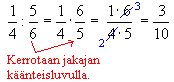 1/4 : 5/6 = 1/4 · 6/5 = 1·6 3/4·5 2 = 3/10
Kerrotaan jakajan
käänteisluvulla.